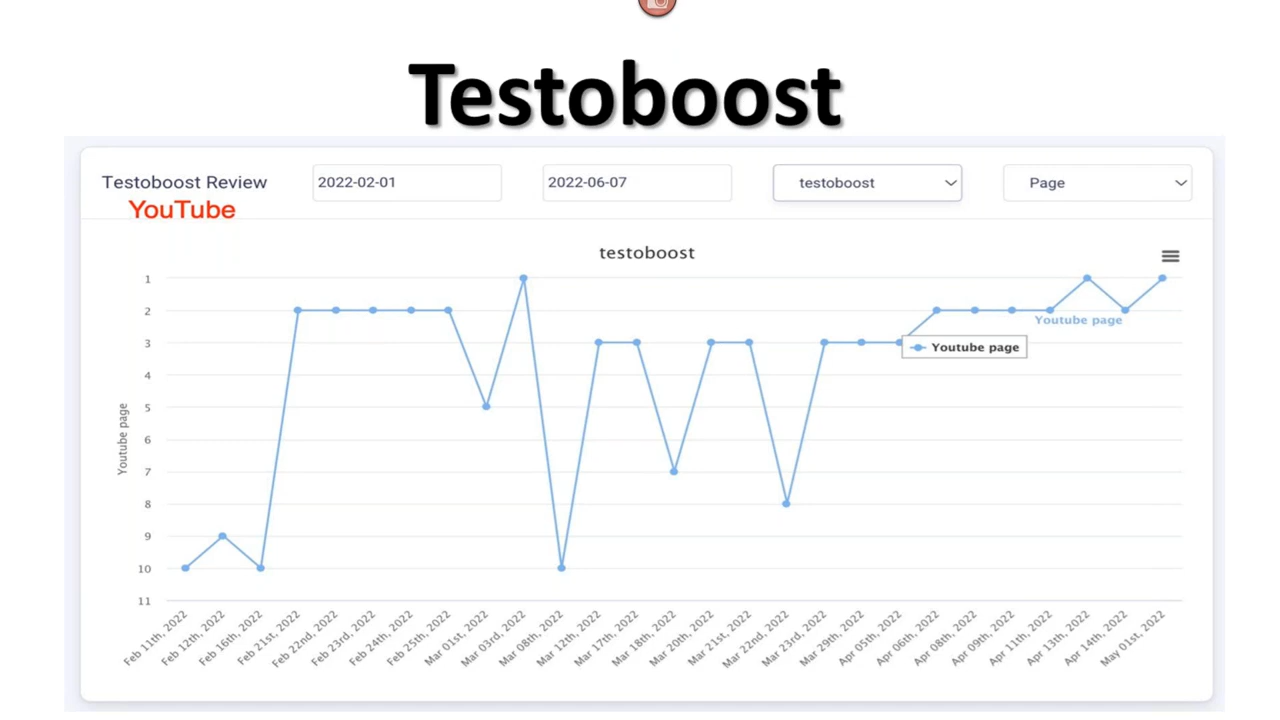 Testoboost
Testoboost Review
2022-02-01
2022-06-07
testoboost
Page
YouTube
testoboost
1
2
3
4
5
6
7
8
9
10
11
Youtube page
Youtube page
Youtube page
Feb 11th, 2022
Feb 12th, 2022
Feb 16th, 2022
Feb 21st, 2022
Feb 22nd, 2022
Feb 23rd, 2022
Feb 24th, 2022
Feb 25th, 2022
Mar 01st, 2022
Mar 03rd, 2022
Mar 08th, 2022
Mar 12th, 2022
Mar 17th, 2022
Mar 18th, 2022
Mar 20th, 2022
Mar 21st, 2022
Mar 22nd, 2022
Mar 23rd, 2022
Mar 29th, 2022
Apr 05th, 2022
Apr 06th, 2022
Apr 08th, 2022
Apr 09th, 2022
Apr 11th, 2022
Apr 13th, 2022
Apr 14th, 2022
May 01st, 2022